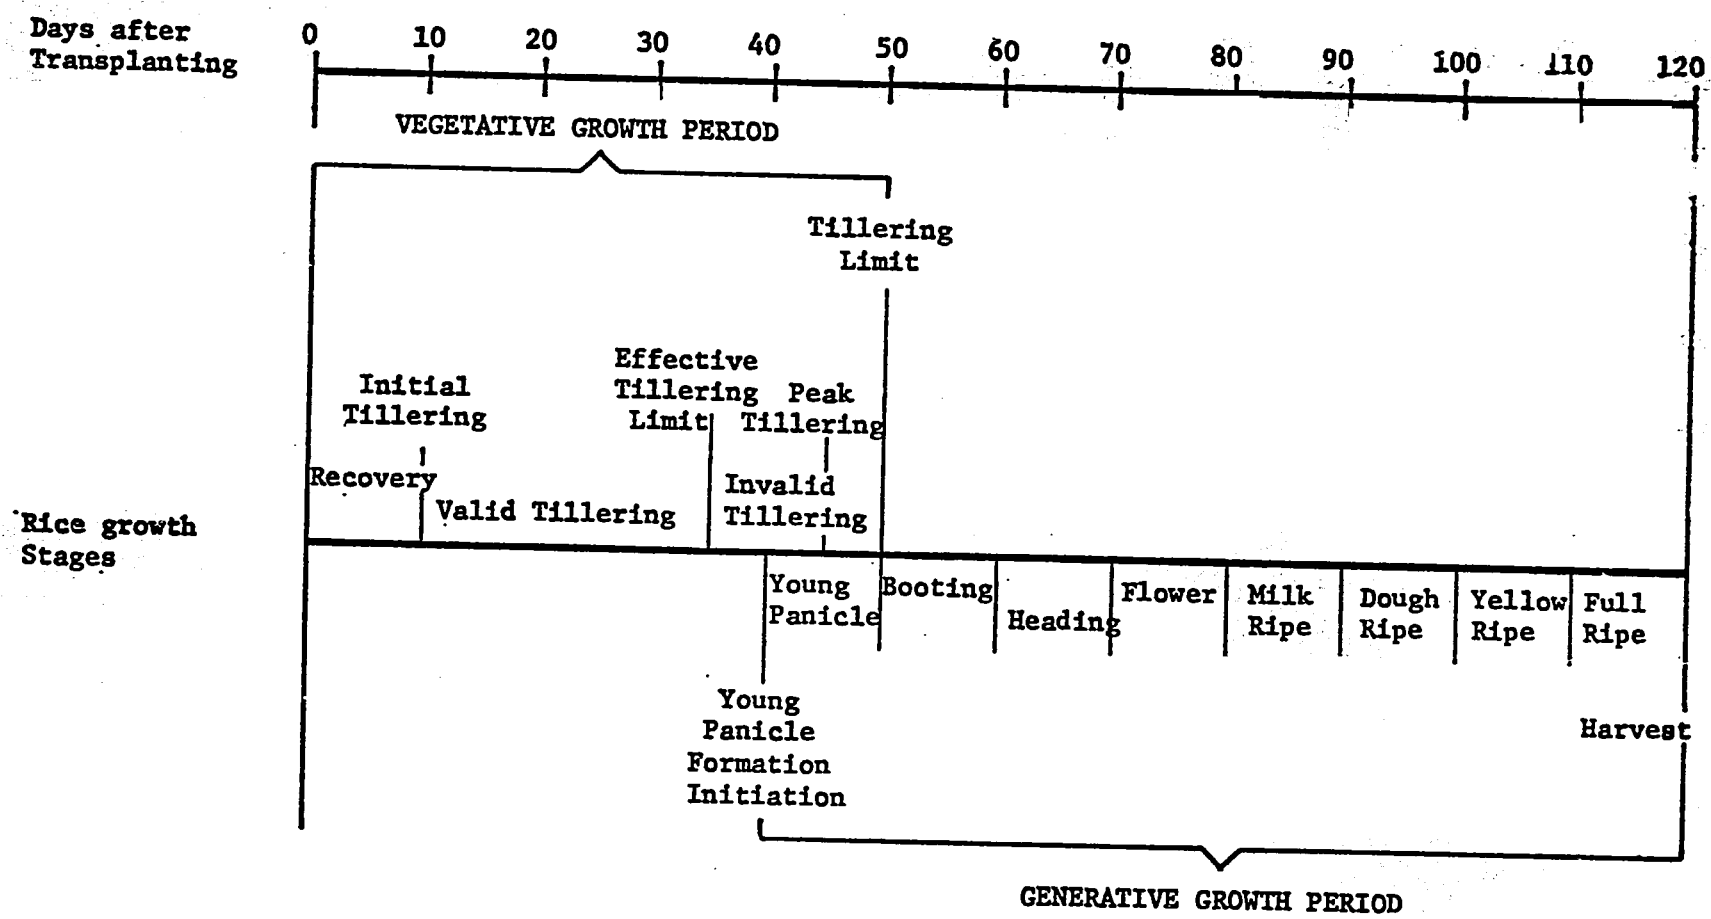 Days after
Transplanting
0 10 20 30 40 50 60 70 80 90 100 110 120
VEGETATIVE GROWTH PERIOD
Tillering
Limit
Effective
Tillering
Limit
Peak
Tillering
Initial
Tillering
Recovery
Valid Tillering
Invalid
Tillering
Rice growth
Stages
Young
Panicle
Booting
Heading
Flower
Milk
Ripe
Dough
Ripe
Yellow
Ripe
Full
Ripe
Young
Panicle
Formation
Initiation
Harvest
GENERATIVE GROWTH PERIOD